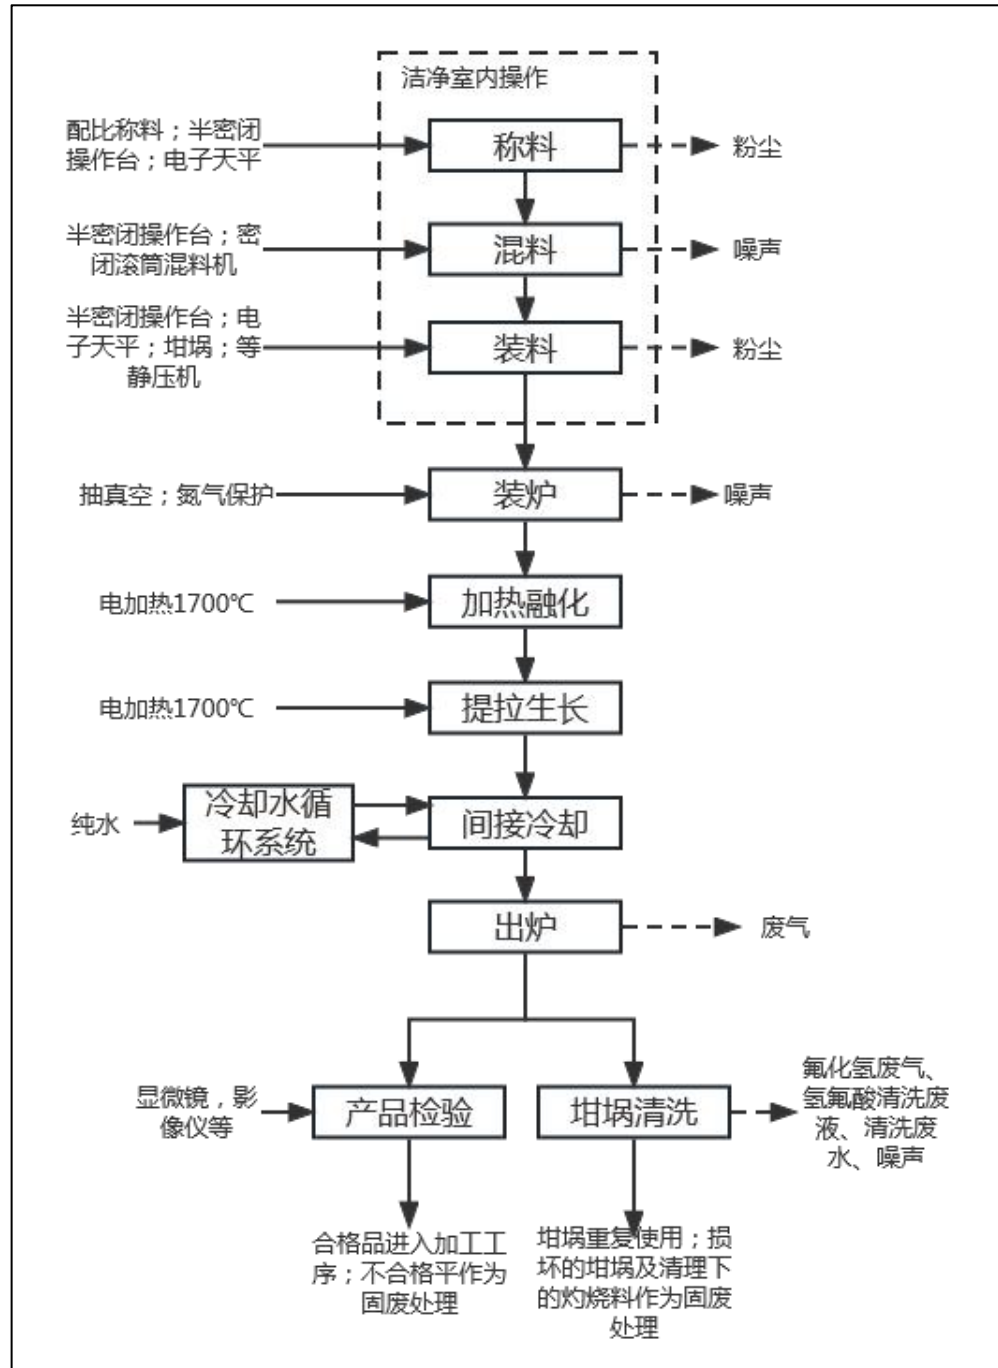 洁净室内操作
配比称料；半密闭
操作台；电子天平
称料
粉尘
半密闭操作台；密
闭滚筒混料机
混料
噪声
半密闭操作台；电
子天平；坩埚；等
静压机
装料
粉尘
抽真空；氮气保护
装炉
噪声
电加热1700℃
加热融化
电加热1700℃
提拉生长
纯水
冷却水循
环系统
间接冷却
出炉
废气
显微镜，影
像仪等
产品检验
坩埚清洗
氟化氢废气、
氢氟酸清洗废
液、清洗废
水、噪声
合格品进入加工工
序；不合格平作为
固废处理
坩埚重复使用；损
坏的坩埚及清理下
的灼烧料作为固废
处理